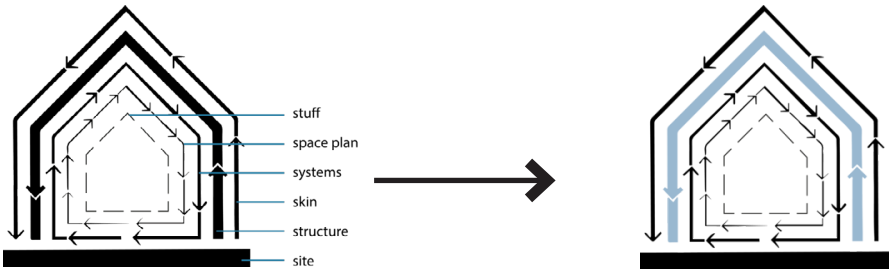 stuff
space plan
systems
skin
structure
site